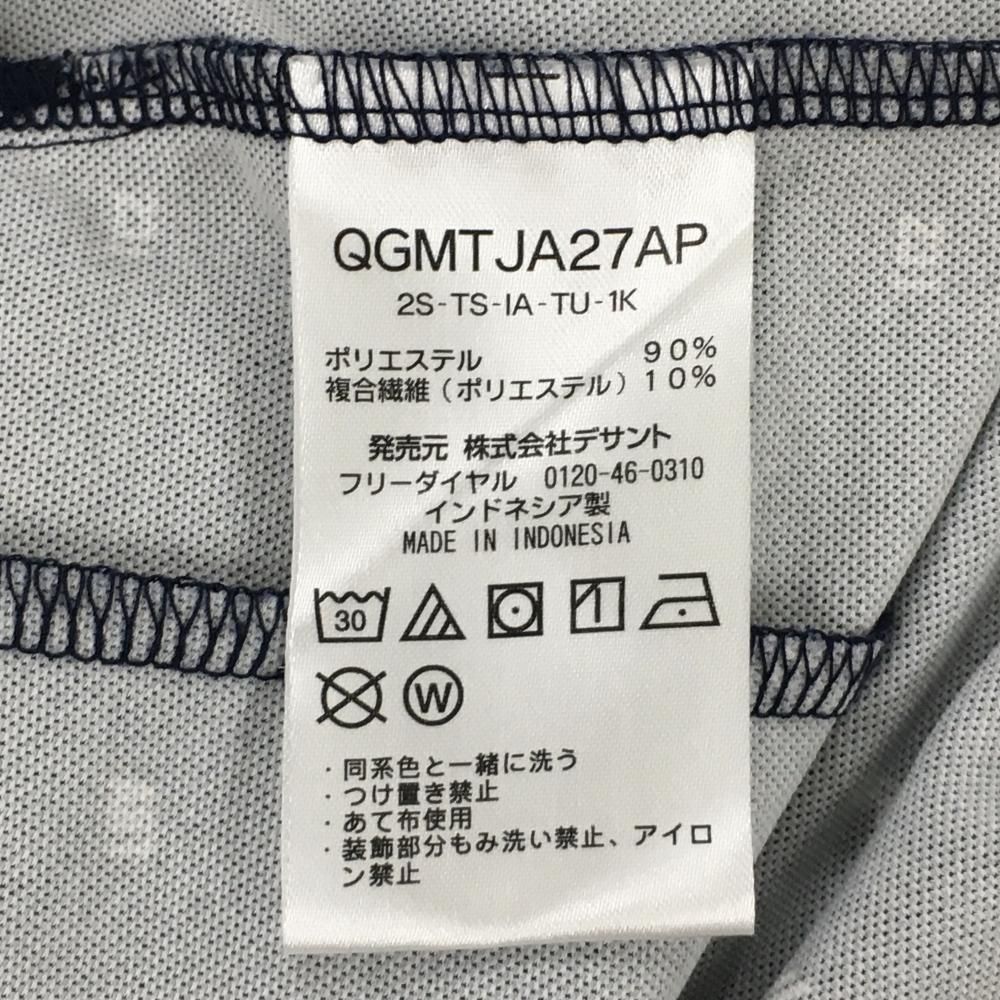 QGMTJA27AP
2S-TS-IA-TU-1K
ポリエステル 90%
複合繊維(ポリエステル)10%
発売元 株式会社デサント
フリーダイヤル 0120-46-0310
インドネシア製
MADE IN INDONESIA
30
W
・同系色と一緒に洗う
・つけ置き禁止
・あて布使用
・装飾部分もみ洗い禁止、アイロ
ン禁止